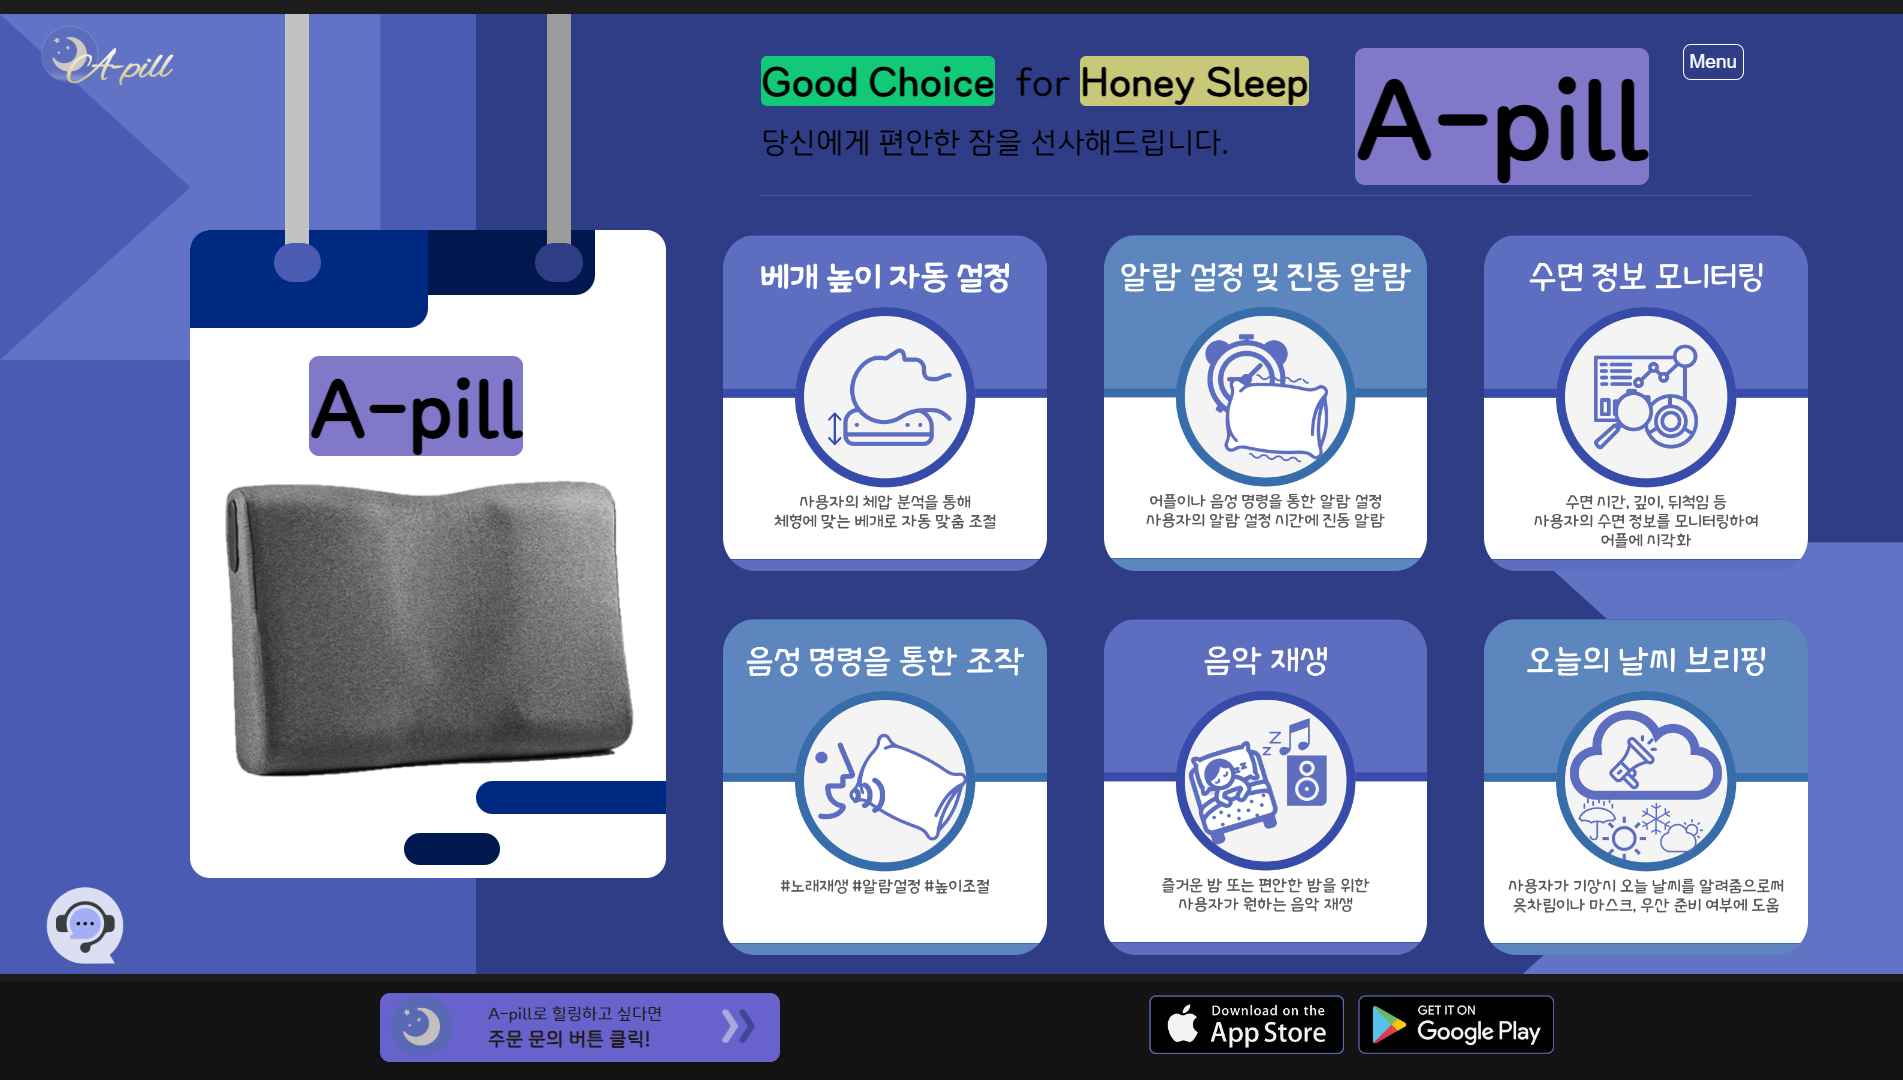 A-pill
Good Choice for Honey Sleep
당신에게 편안한 잠을 선사해드립니다.
A-pill
Menu
A-pill
베개 높이 자동 설정
사용자의 체압 분석을 통해
체형에 맞는 베개로 자동 맞춤 조절
알람 설정 및 진동 알람
어플이나 음성 명령을 통한 알람 설정
사용자의 알람 설정 시간에 진동 알람
수면 정보 모니터링
수면 시간, 깊이, 뒤척임 등
사용자의 수면 정보를 모니터링하여
어플에 시각화
음성 명령을 통한 조작
#노래재생 #알람설정 #높이조절
음악 재생
z z
즐거운 밤 또는 편안한 밤을 위한
사용자가 원하는 음악 재생
오늘의 날씨 브리핑
사용자가 기상시 오늘 날씨를 알려줌으로써
옷차림이나 마스크, 우산 준비 여부에 도움
A-pill로 힐링하고 싶다면
주문 문의 버튼 클릭!
Download on the
App Store
GET IT ON
Google Play